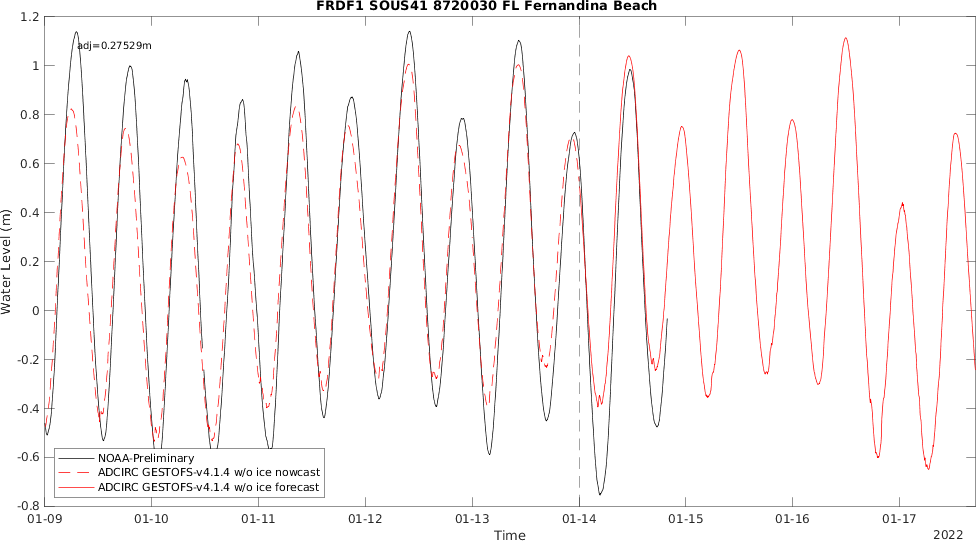 FRDF1 SOUS41 8720030 FL Fernandina Beach
adj=0.27529m
1.2
1
0.8
0.6
0.4
0.2
0
-0.2
-0.4
-0.6
-0.8
Water Level (m)
NOAA-Preliminary
ADCIRC GESTOFS-v4.1.4 w/o ice nowcast
ADCIRC GESTOFS-v4.1.4 w/o ice forecast
01-09 01-10 01-11 01-12 01-13 01-14 01-15 01-16 01-17
Time
2022